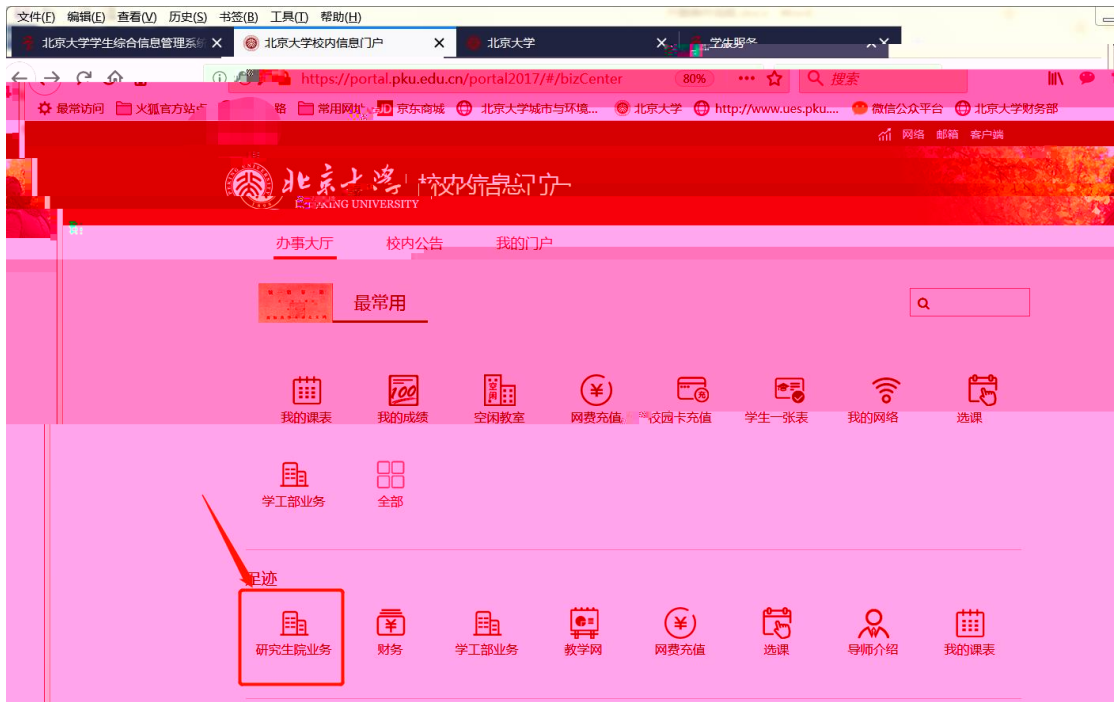 文件(F) 编辑(E) 查看(V) 历史(S) 书签(B) 工具(T) 帮助(H)
北京大学学生综合信息管理系统 北京大学校内信息门户 北京大学 学生服务
https://portal.pku.edu.cn/portal2017/#/bizCenter 80% 搜索
最常访问 火狐官方站点 常用网址 JD 京东商城 北京大学城市与环境... 北京大学 http://www.ues.pku.... 微信公众平台 北京大学财务部
网络 邮箱 客户端
北京大学 校内信息门户
PEKING UNIVERSITY
办事大厅 校内公告 我的门户
最常用
我的课表 我的成绩 空闲教室 网费充值 校园卡充值 学生一张表 我的网络 选课
学工部业务 全部
足迹
研究生院业务 财务 学工部业务 教学网 网费充值 选课 导师介绍 我的课表